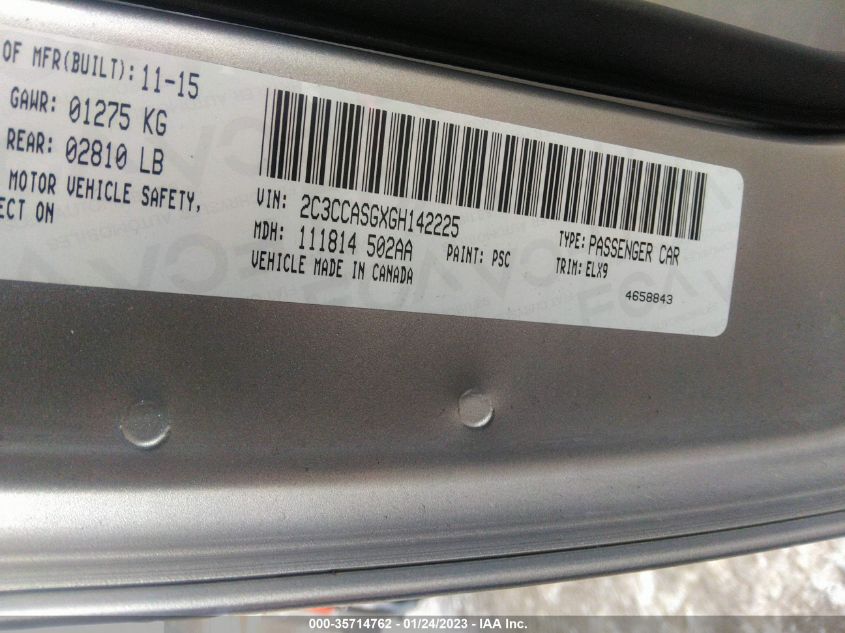 OF MFR(BUILT): 11-15
GAWR: 01275 KG
REAR: 02810 LB
MOTOR VEHICLE SAFETY,
ECT ON
VIN: 2C3CCASGXGH142225
MDH: 111814 502AA
PAINT: PSC
TYPE: PASSENGER CAR
TRIM: ELX9
VEHICLE MADE IN CANADA
4658843
000-35714762 - 01/24/2023 - IAA Inc.